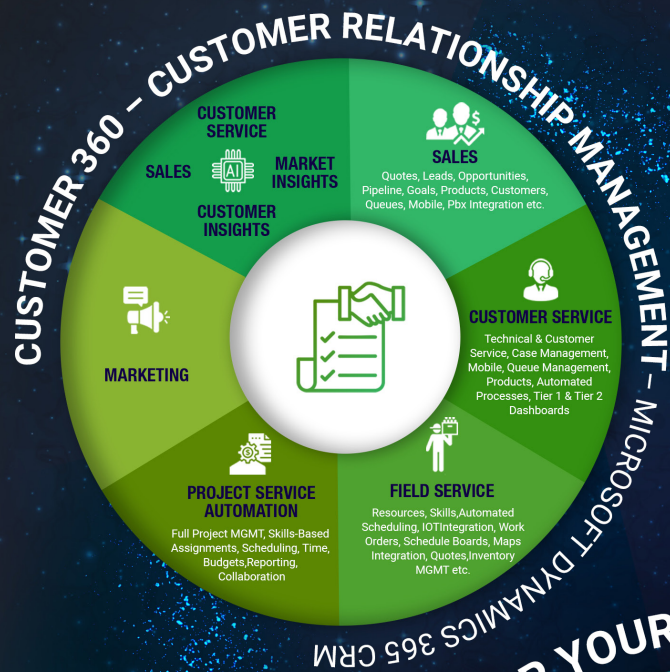 CUSTOMER 360 – CUSTOMER RELATIONSHIP MANAGEMENT – MICROSOFT DYNAMICS 365 CRM
CUSTOMER
SERVICE
SALES
AI
MARKET
INSIGHTS
CUSTOMER
INSIGHTS
$
SALES
Quotes, Leads, Opportunities,
Pipeline, Goals, Products, Customers,
Queues, Mobile, Pbx Integration etc.
CUSTOMER SERVICE
Technical & Customer
Service, Case Management,
Mobile, Queue Management,
Products, Automated
Processes, Tier 1 & Tier 2
Dashboards
FIELD SERVICE
Resources, Skills,Automated
Scheduling, IOTIntegration, Work
Orders, Schedule Boards, Maps
Integration, Quotes,Inventory
MGMT etc.
$
PROJECT SERVICE
AUTOMATION
Full Project MGMT, Skills-Based
Assignments, Scheduling, Time,
Budgets,Reporting,
Collaboration
MARKETING
YOUR